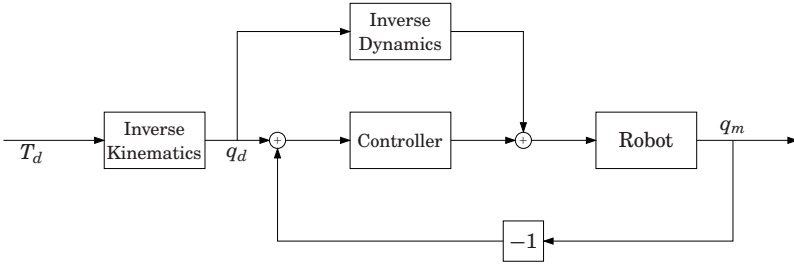 Inverse
Dynamics
T_d
Inverse
Kinematics
q_d
+
Controller
+
Robot
q_m
−1